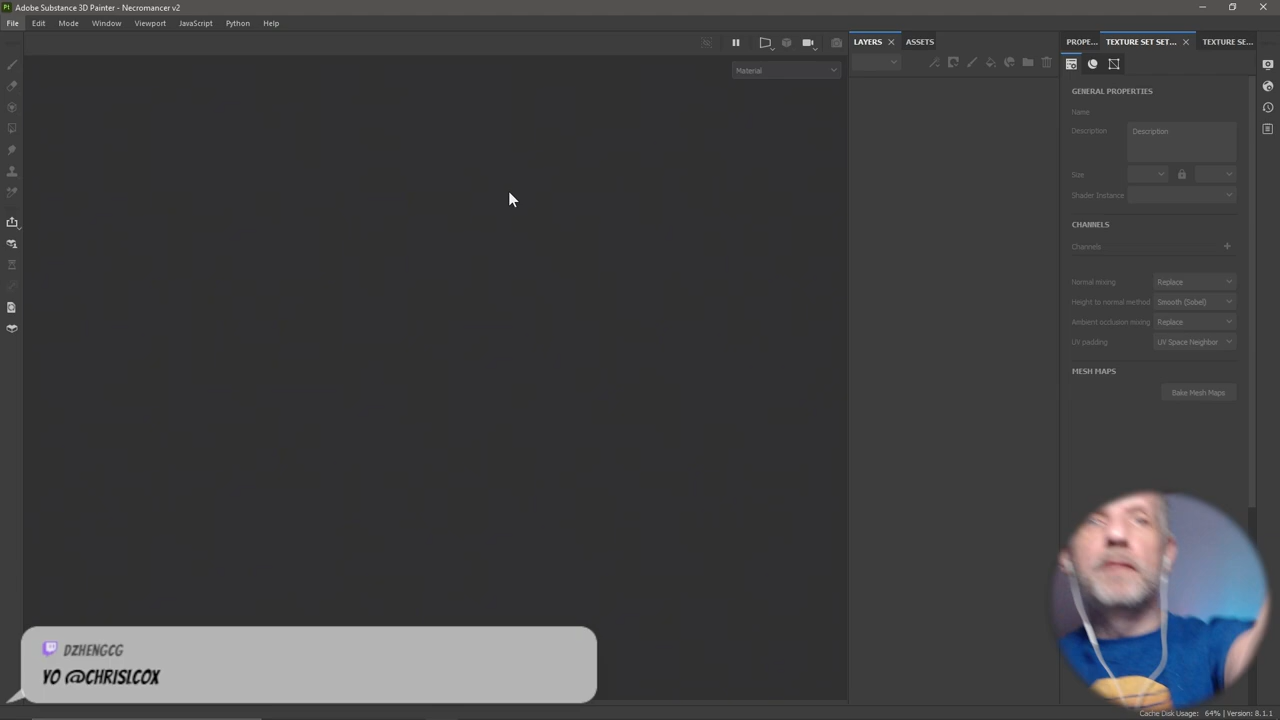 Pt Adobe Substance 3D Painter - Necromancer v2
File Edit Mode Window Viewport JavaScript Python Help
LAYERS ASSETS PROPE... TEXTURE SET SET... TEXTURE SE...
Material
GENERAL PROPERTIES
Name
Description Description
Size
Shader Instance
CHANNELS
Channels
Normal mixing Replace
Height to normal method Smooth (Sobel)
Ambient occlusion mixing Replace
UV padding UV Space Neighbor
MESH MAPS
Bake Mesh Maps
DZHENGCG
YO @CHRISLCOX
Cache Disk Usage: 64% | Version: 8.1.1